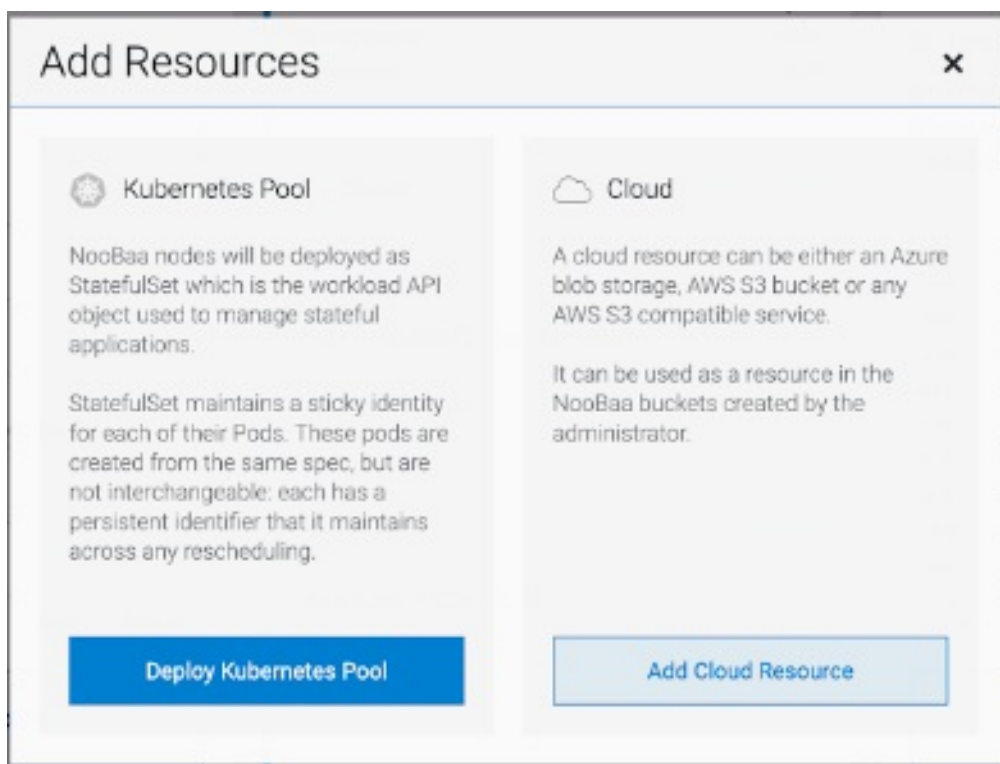 Add Resources
Kubernetes Pool
NooBaa nodes will be deployed as
StatefulSet which is the workload API
object used to manage stateful
applications.
StatefulSet maintains a sticky identity
for each of their Pods. These pods are
created from the same spec, but are
not interchangeable: each has a
persistent identifier that it maintains
across any rescheduling.
Deploy Kubernetes Pool
Cloud
A cloud resource can be either an Azure
blob storage, AWS S3 bucket or any
AWS S3 compatible service.
It can be used as a resource in the
NooBaa buckets created by the
administrator.
Add Cloud Resource